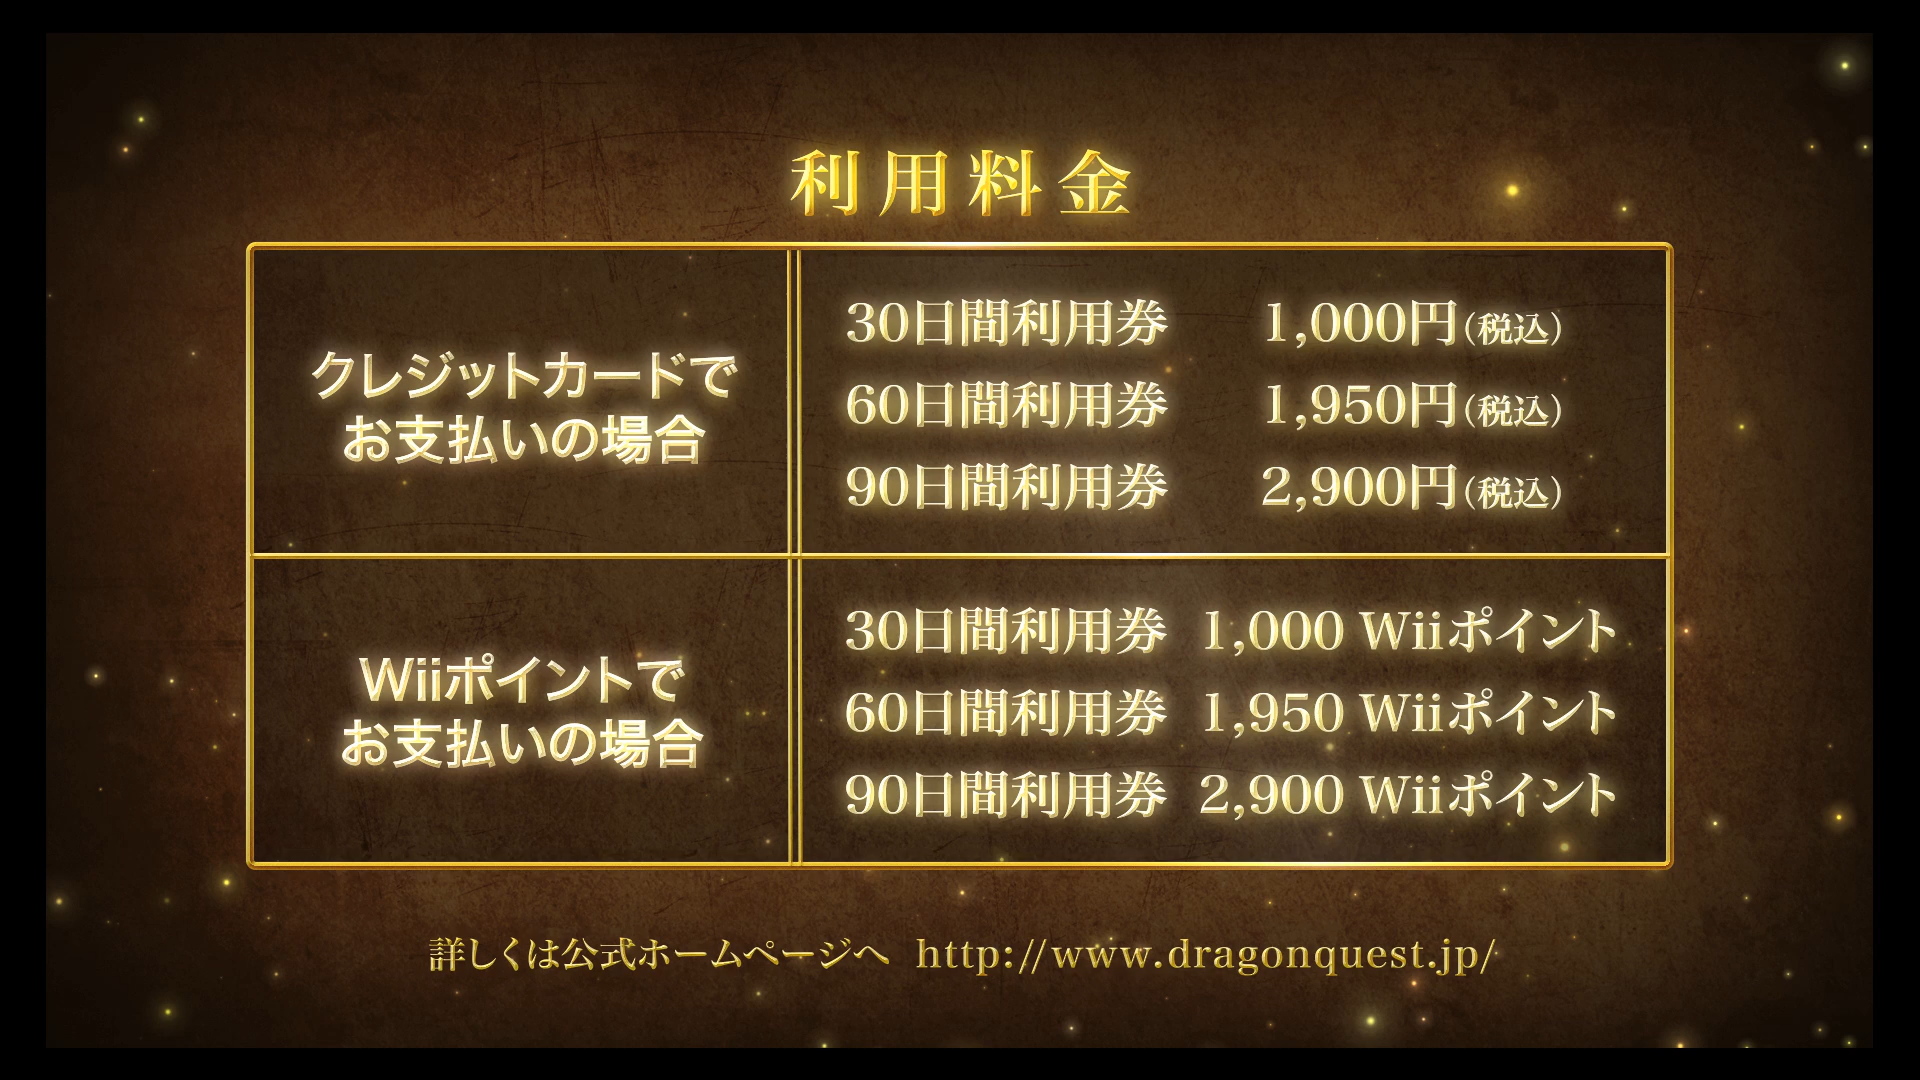 利用料金
クレジットカードで
お支払いの場合
30日間利用券 1,000円(税込)
60日間利用券 1,950円(税込)
90日間利用券 2,900円(税込)
Wiiポイントで
お支払いの場合
30日間利用券 1,000 Wiiポイント
60日間利用券 1,950 Wiiポイント
90日間利用券 2,900 Wiiポイント
詳しくは公式ホームページへ http://www.dragonquest.jp/